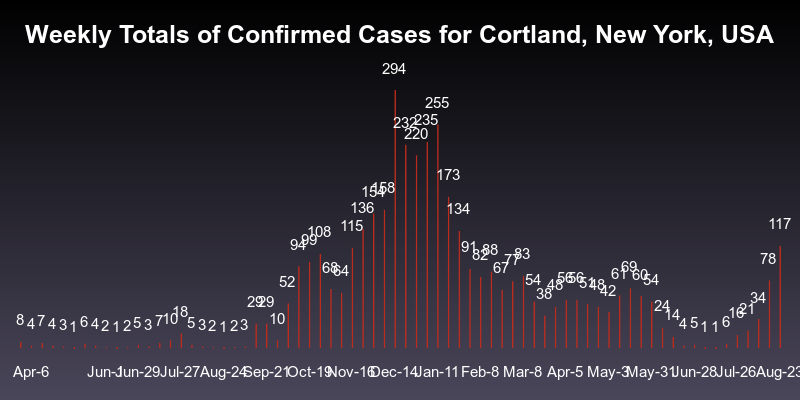 Weekly Totals of Confirmed Cases for Cortland, New York, USA
8 4 7 4 3 1 6 4 2 1 2 5 3 7 10 18 5 3 2 1 2 3 29 29 10 52 94 99 108 68 64 115 136 154 158 294 232 220 235 255 173 134 91 82 88 67 77 83 54 38 48 56 56 51 48 42 61 69 60 54 24 14 4 5 1 1 6 16 21 34 78 117
Apr-6 Jun-1 Jun-29 Jul-27 Aug-24 Sep-21 Oct-19 Nov-16 Dec-14 Jan-11 Feb-8 Mar-8 Apr-5 May-3 May-31 Jun-28 Jul-26 Aug-23